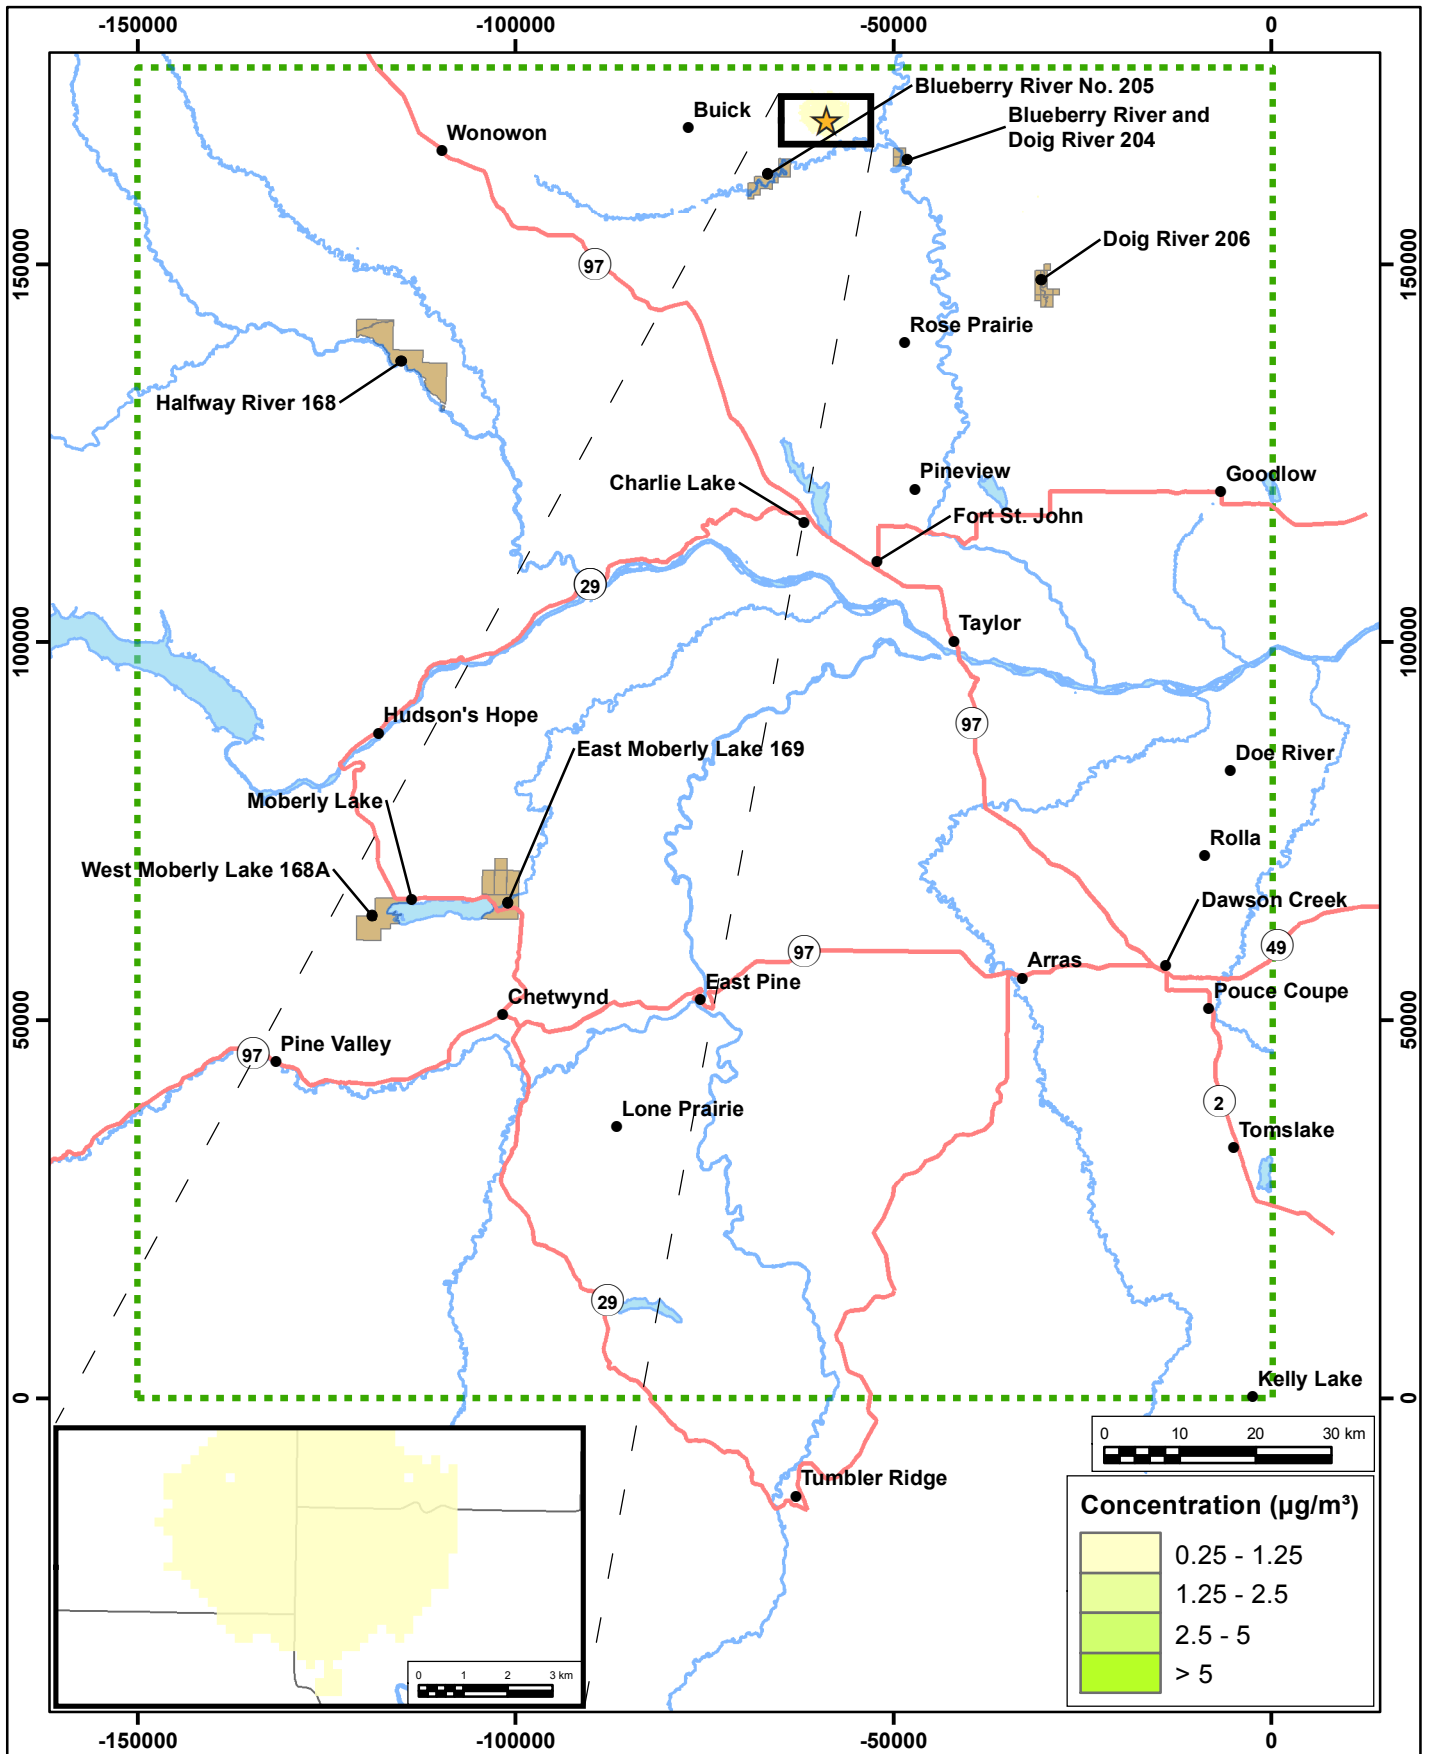 -150000
-100000
-50000
0
Blueberry River No. 205
Buick
Blueberry River and
Doig River 204
Wonowon
150000
150000
Doig River 206
97
Rose Prairie
Halfway River 168
Pineview
Goodlow
Charlie Lake
Fort St. John
29
100000
100000
Taylor
Hudson's Hope
97
East Moberly Lake 169
Doe River
Moberly Lake
Rolla
West Moberly Lake 168A
Dawson Creek
97
49
Arras
East Pine
Chetwynd
Pouce Coupe
50000
50000
97
Pine Valley
2
Lone Prairie
Tomslake
29
Kelly Lake
0
0
0 10 20 30 km
Tumbler Ridge
Concentration (µg/m³)
0.25 - 1.25
1.25 - 2.5
2.5 - 5
> 5
0 1 2 3 km
-150000
-100000
-50000
0